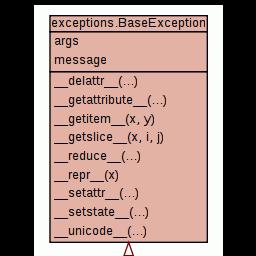 exceptions.BaseException
args
message
__delattr__(...)
__getattribute__(...)
__getitem__(x, y)
__getslice__(x, i, j)
__reduce__(...)
__repr__(x)
__setattr__(...)
__setstate__(...)
__unicode__(...)